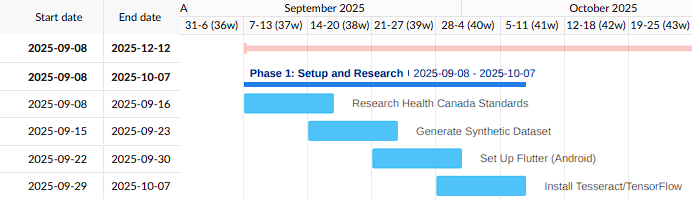 A September 2025 October 2025
Start date End date 31-6 (36w) 7-13 (37w) 14-20 (38w) 21-27 (39w) 28-4 (40w) 5-11 (41w) 12-18 (42w) 19-25 (43w)
2025-09-08 2025-12-12
2025-09-08 2025-10-07 Phase 1: Setup and Research | 2025-09-08 - 2025-10-07
2025-09-08 2025-09-16 Research Health Canada Standards
2025-09-15 2025-09-23 Generate Synthetic Dataset
2025-09-22 2025-09-30 Set Up Flutter (Android)
2025-09-29 2025-10-07 Install Tesseract/TensorFlow